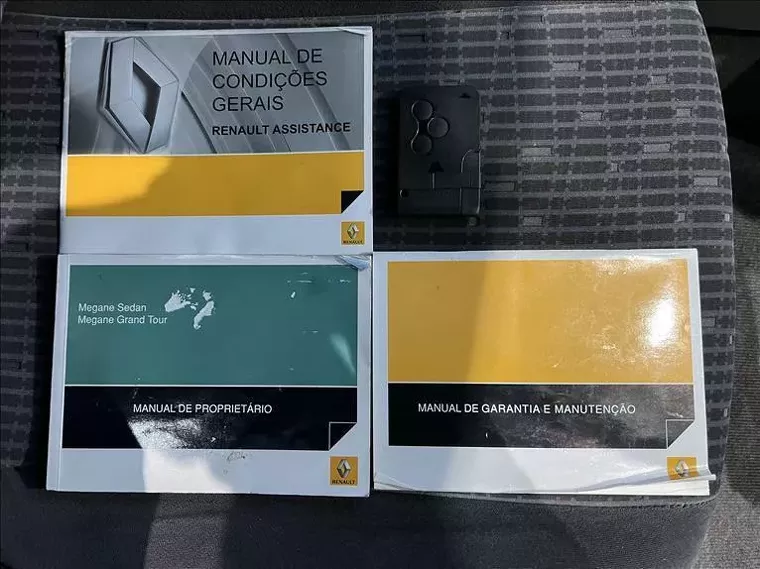 MANUAL DE
CONDIÇÕES
GERAIS
RENAULT ASSISTANCE
RENAULT
Megane Sedan
Megane Grand Tour
MANUAL DE PROPRIETÁRIO
RENAULT
MANUAL DE GARANTIA E MANUTENÇÃO